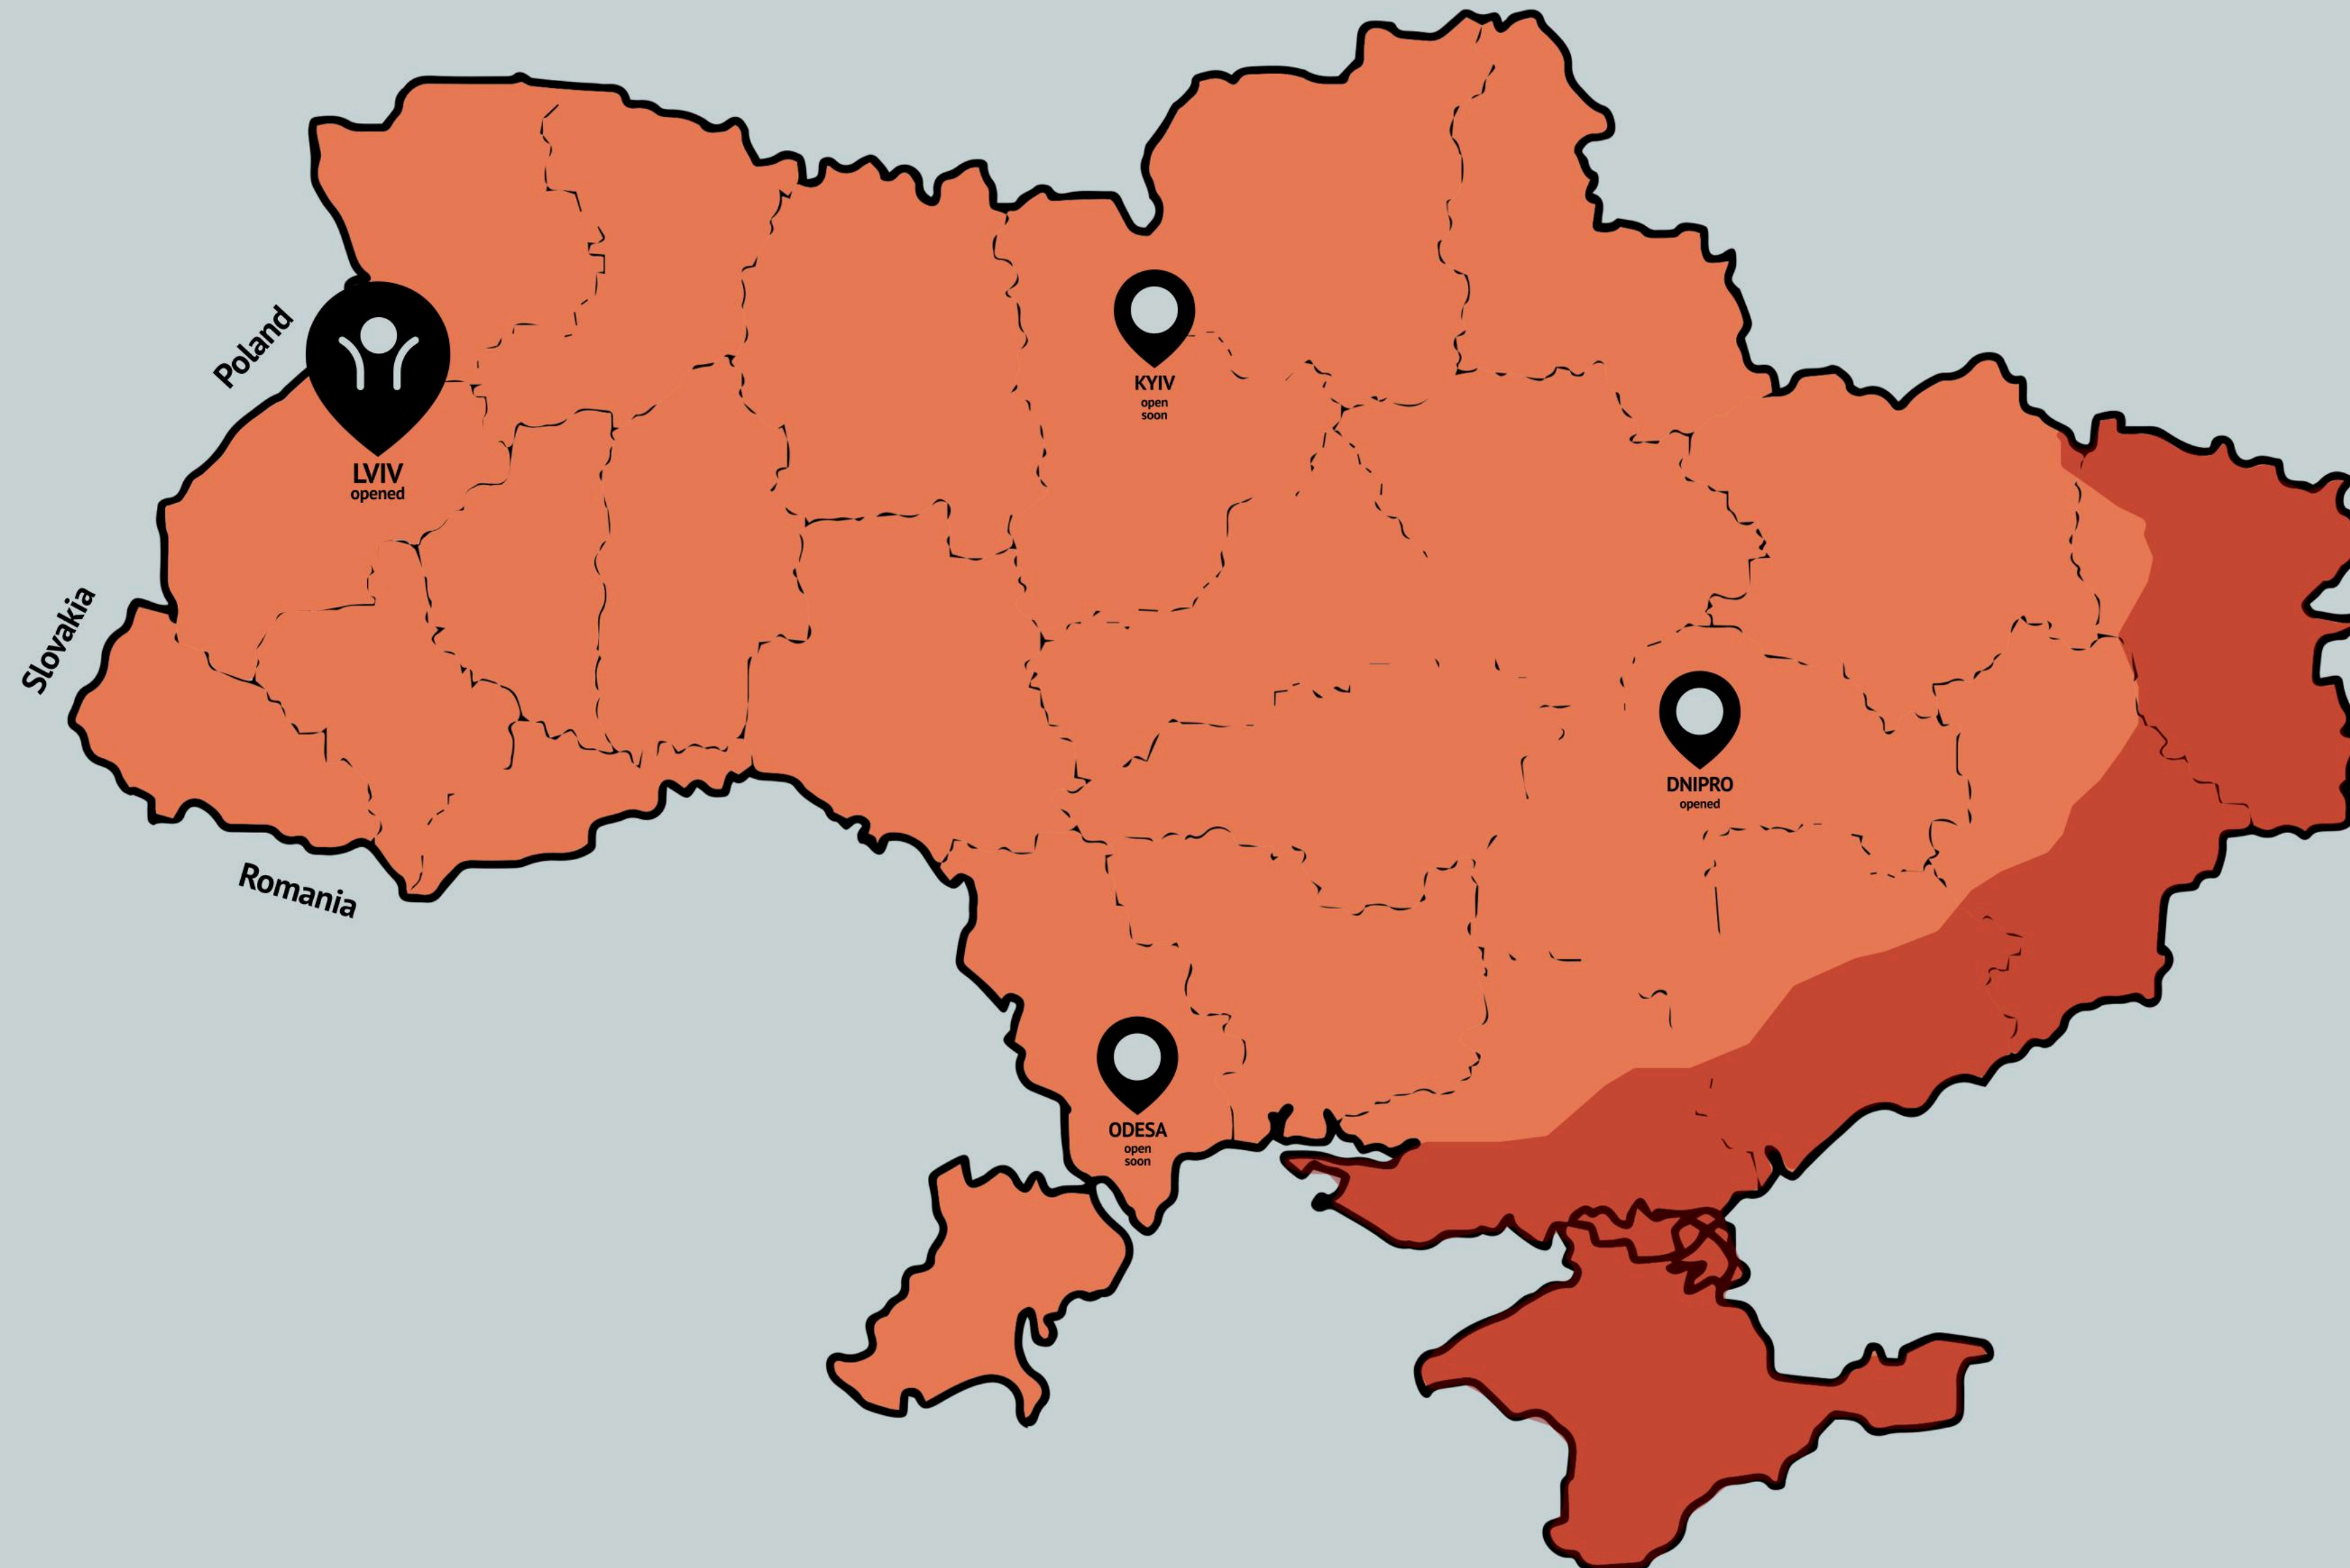 Poland
LVIV
opened
KYIV
open
soon
Slovakia
DNIPRO
opened
Romania
ODESA
open
soon